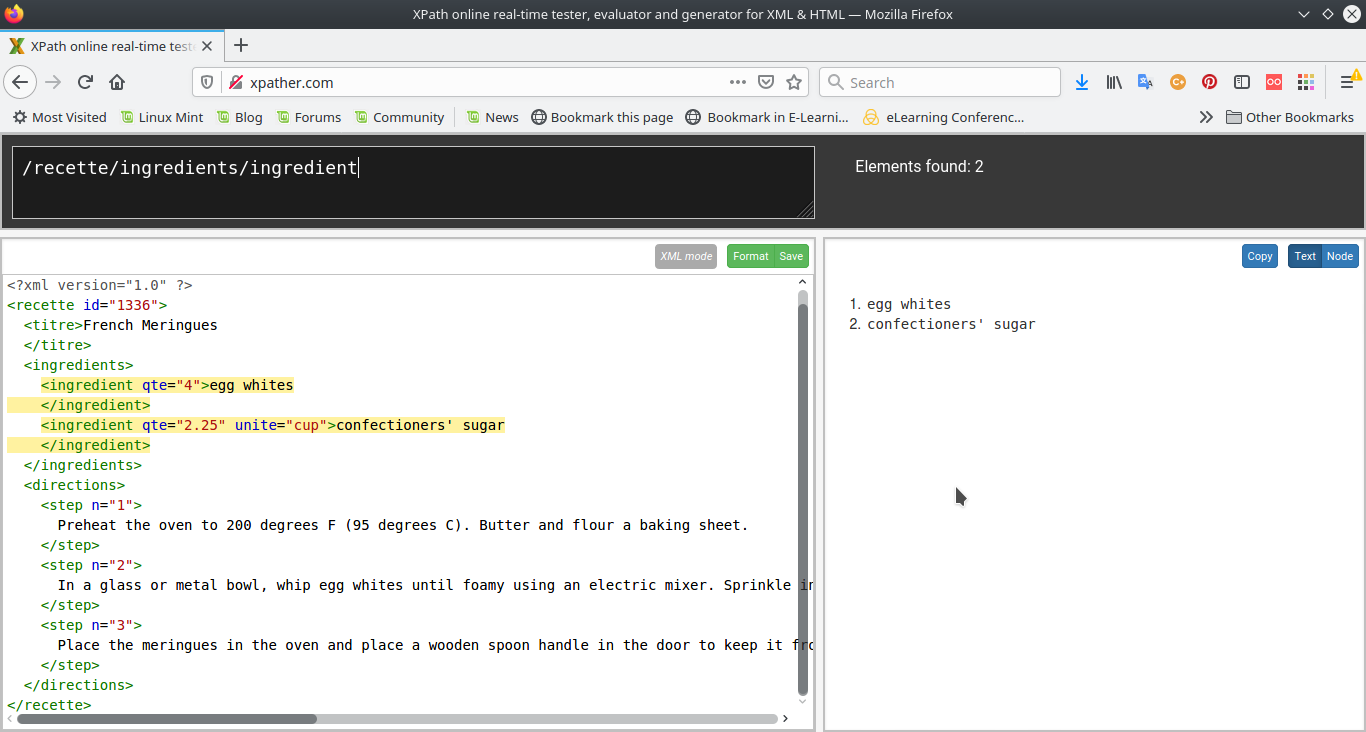 XPath online real-time tester, evaluator and generator for XML & HTML — Mozilla Firefox
XPath online real-time teste
xpather.com
Search
Most Visited
Linux Mint
Blog
Forums
Community
News
Bookmark this page
Bookmark in E-Learni...
eLearning Conferenc...
Other Bookmarks
/recette/ingredients/ingredient
Elements found: 2
XML mode
Format
Save
Copy
Text
Node
<?xml version="1.0" ?>
<recette id="1336">
<titre>French Meringues
</titre>
<ingredients>
<ingredient qte="4">egg whites
</ingredient>
<ingredient qte="2.25" unite="cup">confectioners' sugar
</ingredient>
</ingredients>
<directions>
<step n="1">
Preheat the oven to 200 degrees F (95 degrees C). Butter and flour a baking sheet.
</step>
<step n="2">
In a glass or metal bowl, whip egg whites until foamy using an electric mixer. Sprinkle in
</step>
<step n="3">
Place the meringues in the oven and place a wooden spoon handle in the door to keep it fro
</step>
</directions>
</recette>
1. egg whites
2. confectioners' sugar